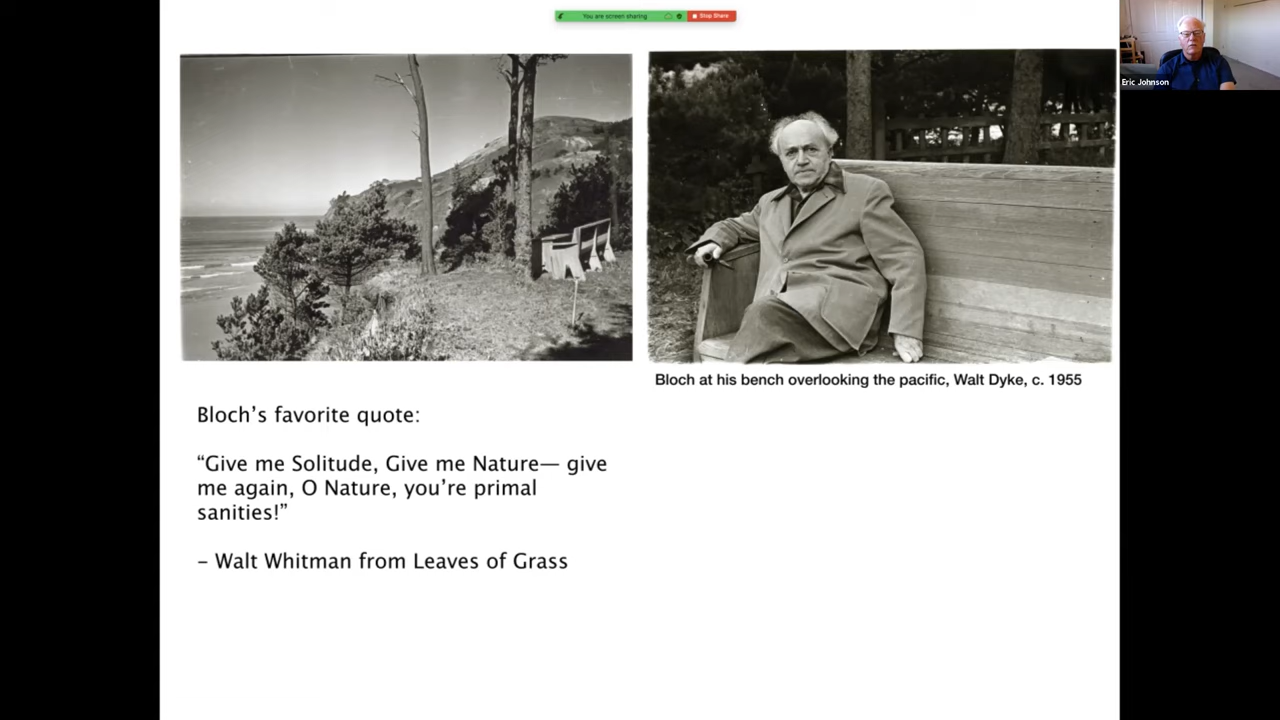 You are screen sharing
Stop Share
Eric Johnson
Bloch at his bench overlooking the pacific, Walt Dyke, c. 1955
Bloch’s favorite quote:
“Give me Solitude, Give me Nature— give
me again, O Nature, you’re primal
sanities!”
– Walt Whitman from Leaves of Grass